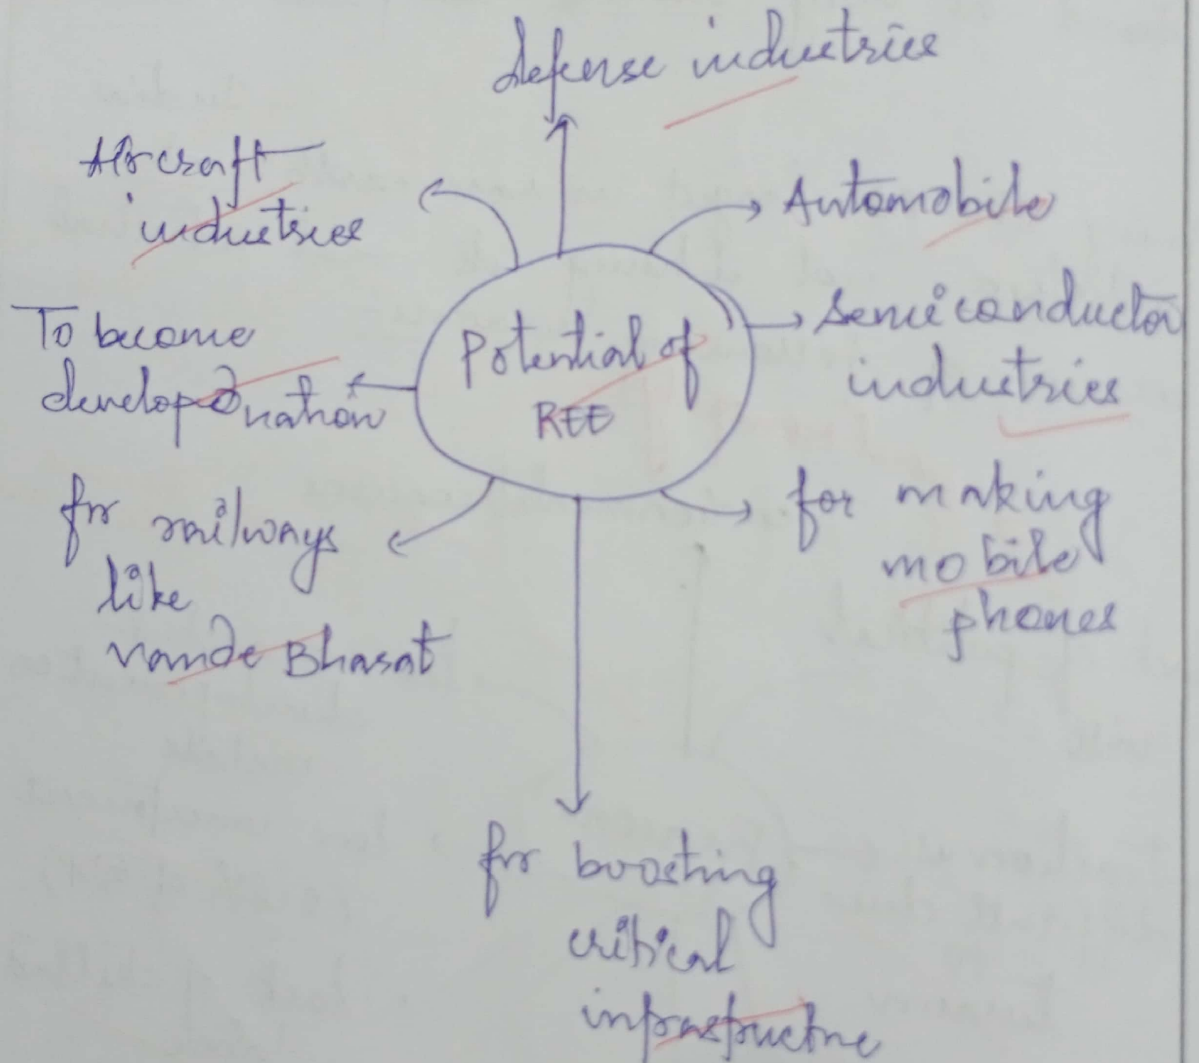 Defense industries
Aircraft
industries
Automobile
Potential of
REE
Semiconductor
industries
To become
developed nation
for railways
like
vande Bharat
for making
mobile
phones
for boosting
critical
infrastructure